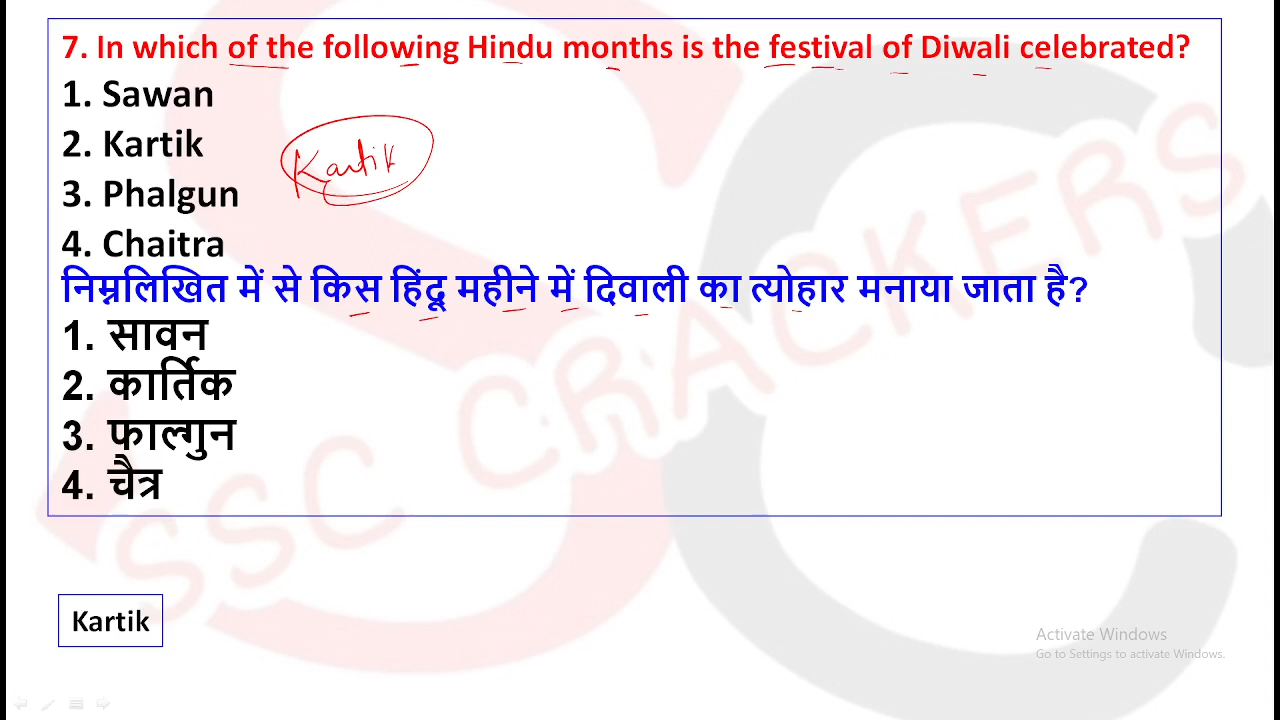 7. In which of the following Hindu months is the festival of Diwali celebrated?
1. Sawan
2. Kartik
Kartik
3. Phalgun
4. Chaitra
निम्नलिखित में से किस हिंदू महीने में दिवाली का त्योहार मनाया जाता है?
1. सावन
2. कार्तिक
3. फाल्गुन
4. चैत्र
SSC CRACKERS
Kartik
Activate Windows
Go to Settings to activate Windows.